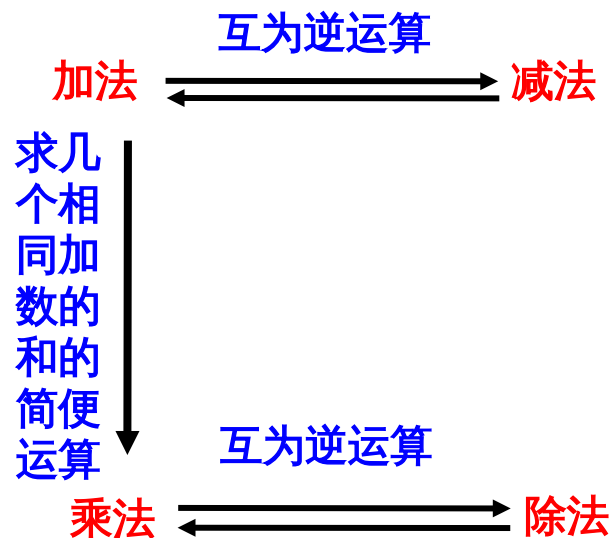 互为逆运算
加法
减法
求几
个相
同加
数的
和的
简便
运算
互为逆运算
乘法
除法